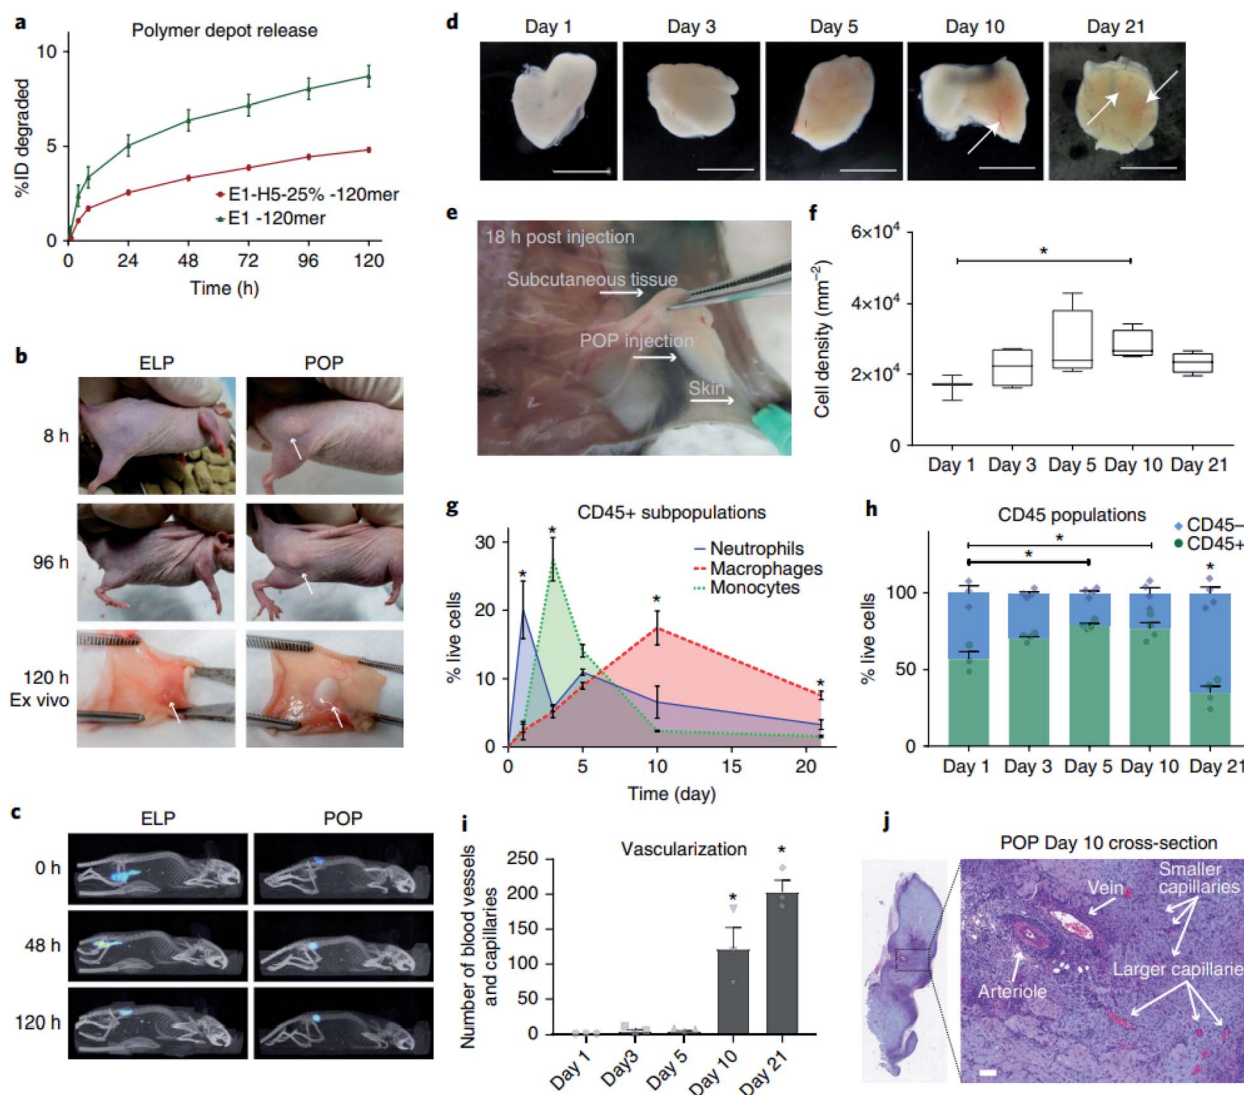 a
Polymer depot release
10
5
0
%ID degraded
E1-H5-25% -120mer
E1 -120mer
0 24 48 72 96 120
Time (h)
b
ELP POP
8 h
96 h
120 h
Ex vivo
c
ELP POP
0 h
48 h
120 h
d
Day 1 Day 3 Day 5 Day 10 Day 21
e
18 h post injection
Subcutaneous tissue
POP injection
Skin
f
6×10⁴
4×10⁴
2×10⁴
0
Cell density (mm⁻²)
*
Day 1 Day 3 Day 5 Day 10 Day 21
g
CD45+ subpopulations
30
20
10
0
% live cells
Neutrophils
Macrophages
Monocytes
* * * *
0 5 10 15 20
Time (day)
h
CD45 populations
CD45–
CD45+
* * *
100
50
0
% live cells
Day 1 Day 3 Day 5 Day 10 Day 21
i
Vascularization
250
200
150
100
50
0
Number of blood vessels
and capillaries
* *
Day 1 Day3 Day 5 Day 10 Day 21
j
POP Day 10 cross-section
Smaller
capillaries
Vein
Larger capillarie
Arteriole